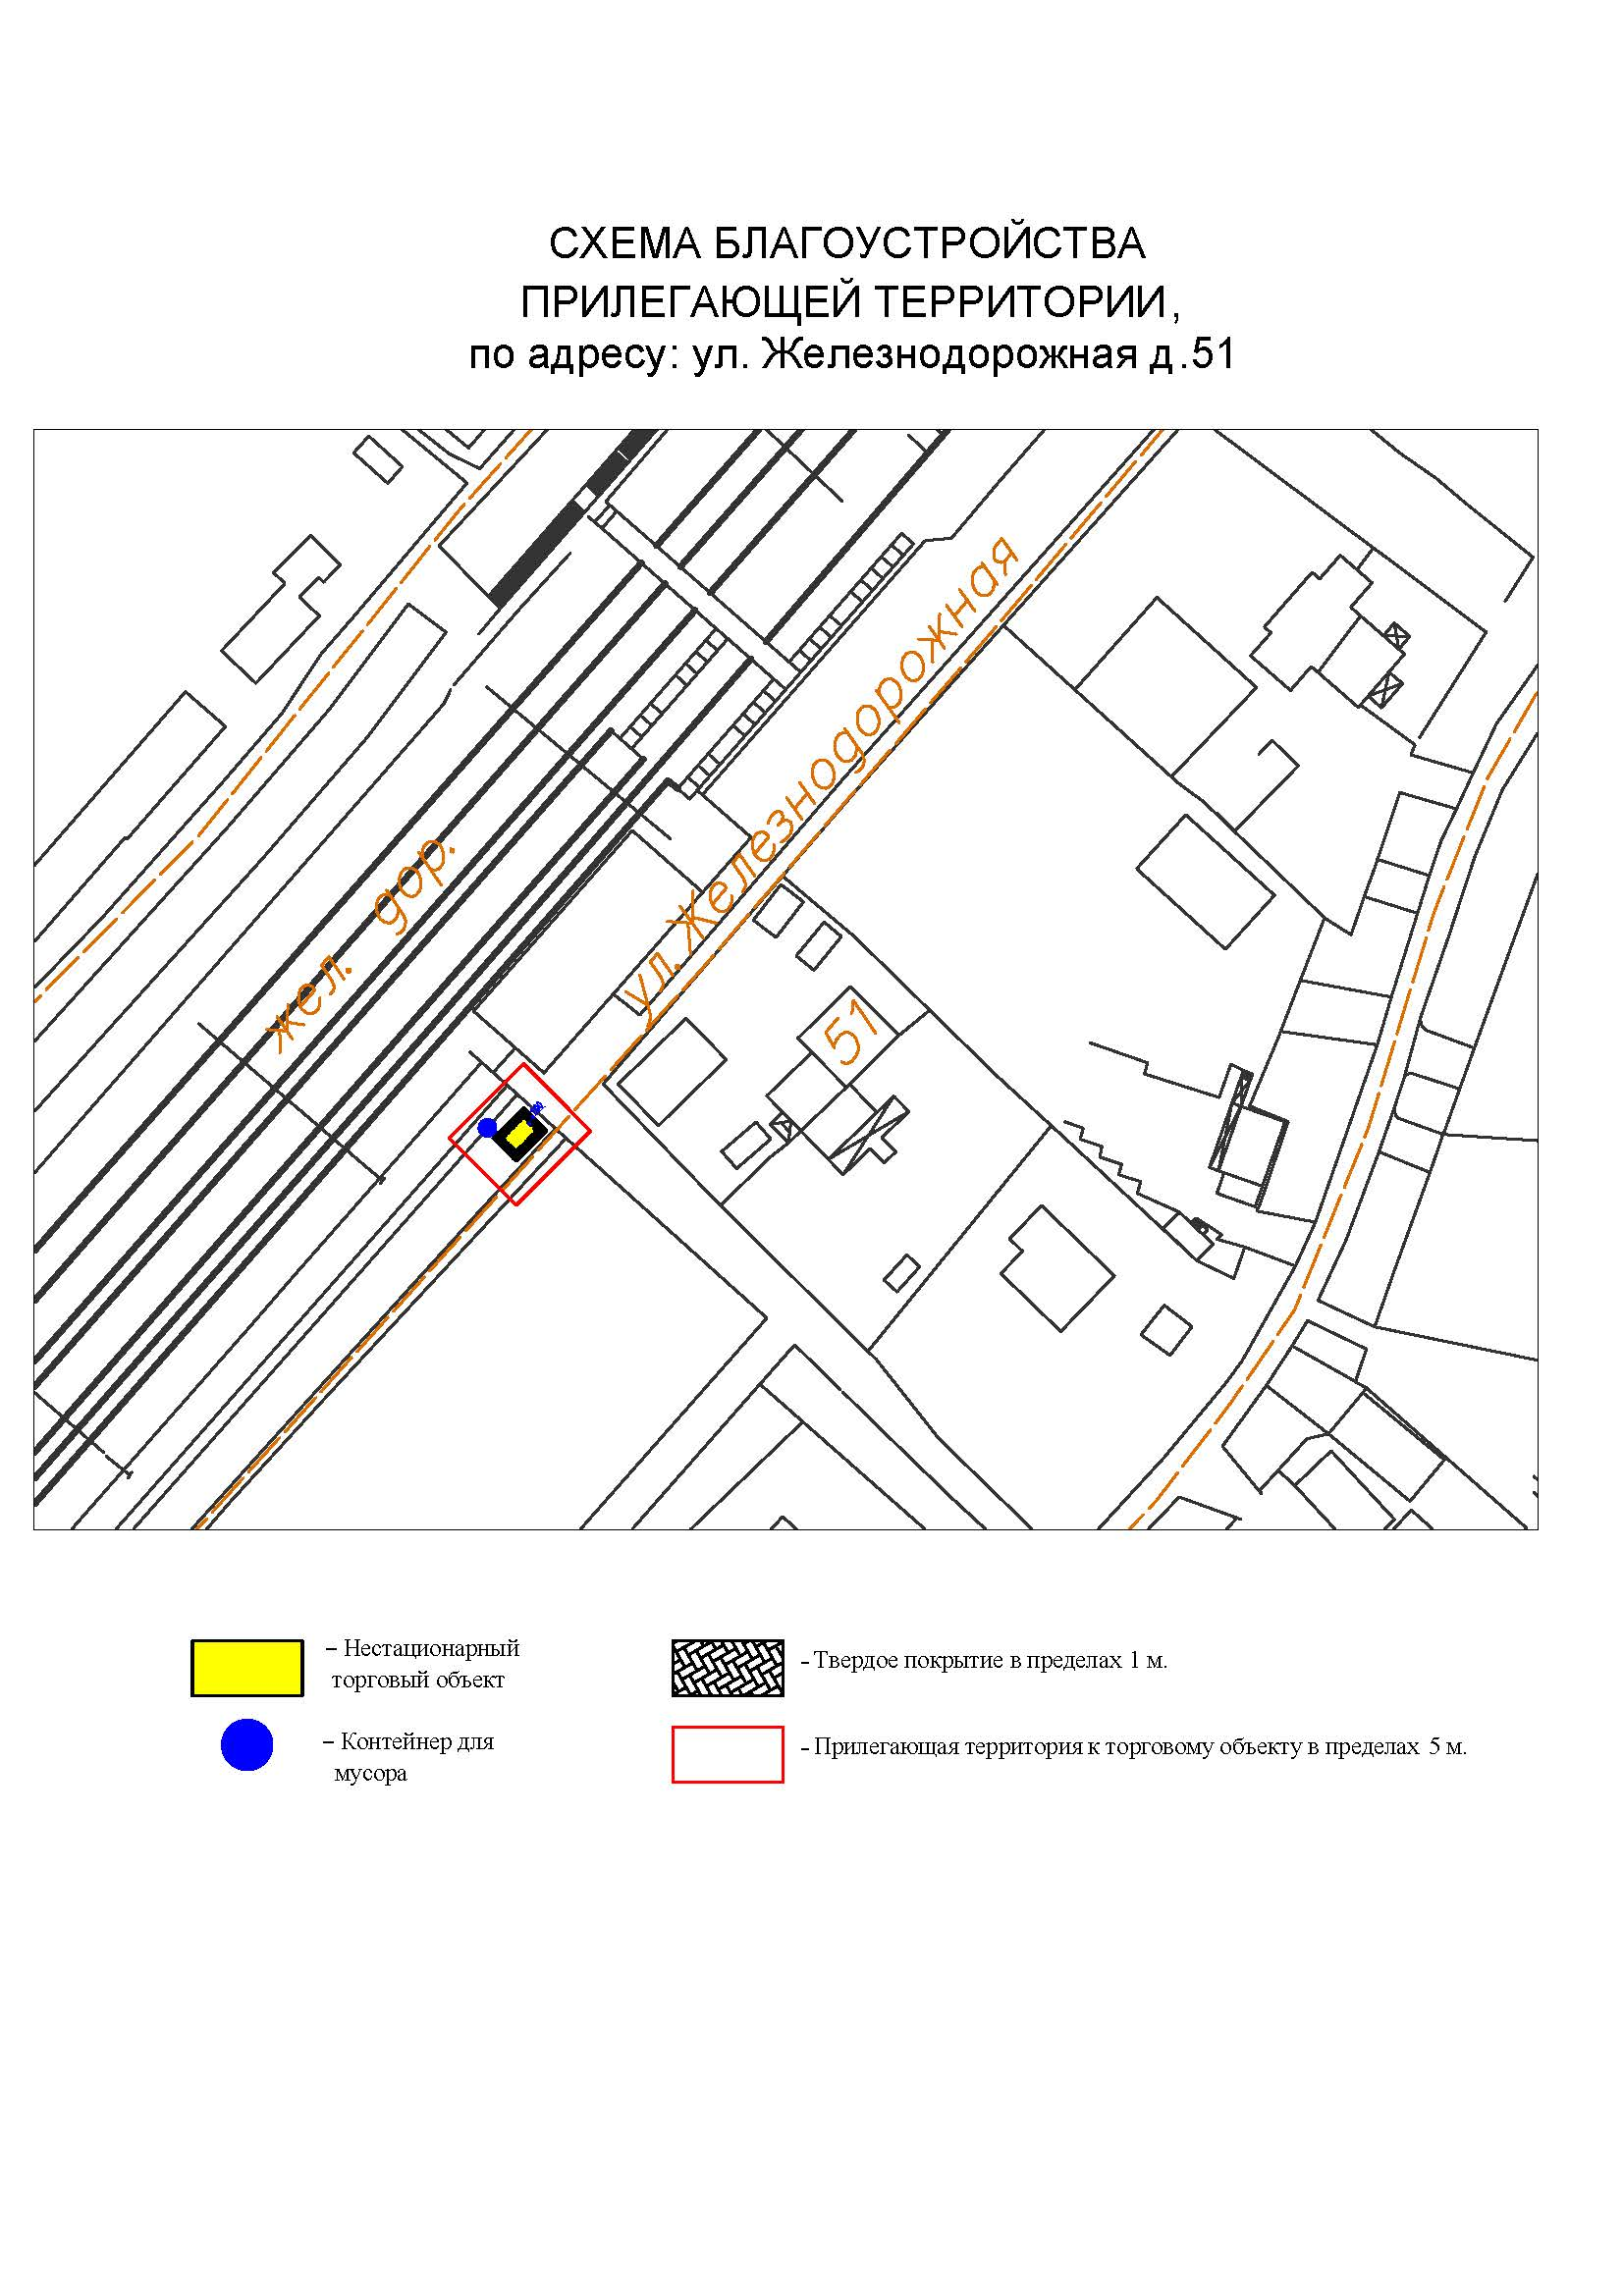 СХЕМА БЛАГОУСТРОЙСТВА
ПРИЛЕГАЮЩЕЙ ТЕРРИТОРИИ,
по адресу: ул. Железнодорожная д.51
ул. Железнодорожная
жел. дор.
51
– Нестационарный
торговый объект
– Твердое покрытие в пределах 1 м.
– Контейнер для
мусора
– Прилегающая территория к торговому объекту в пределах 5 м.